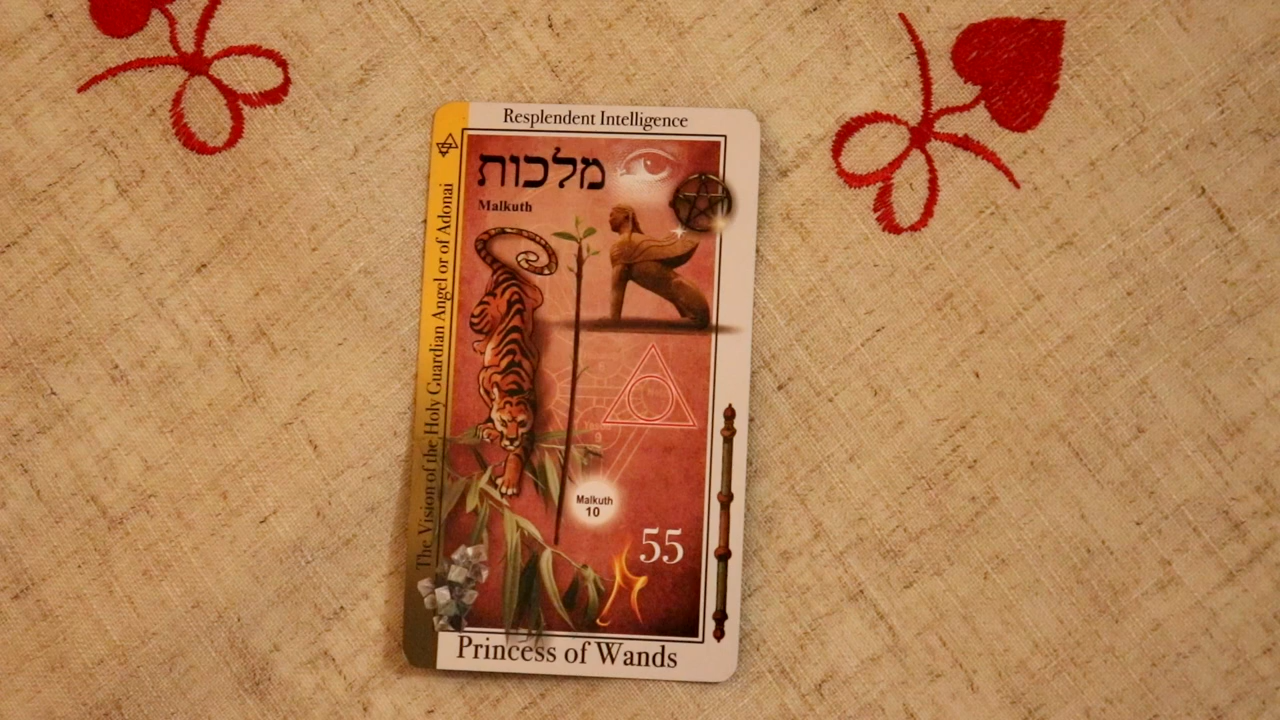 Resplendent Intelligence
The Vision of the Holy Guardian Angel or of Adonai
מלכות
Malkuth
Malkuth
10
55
Princess of Wands